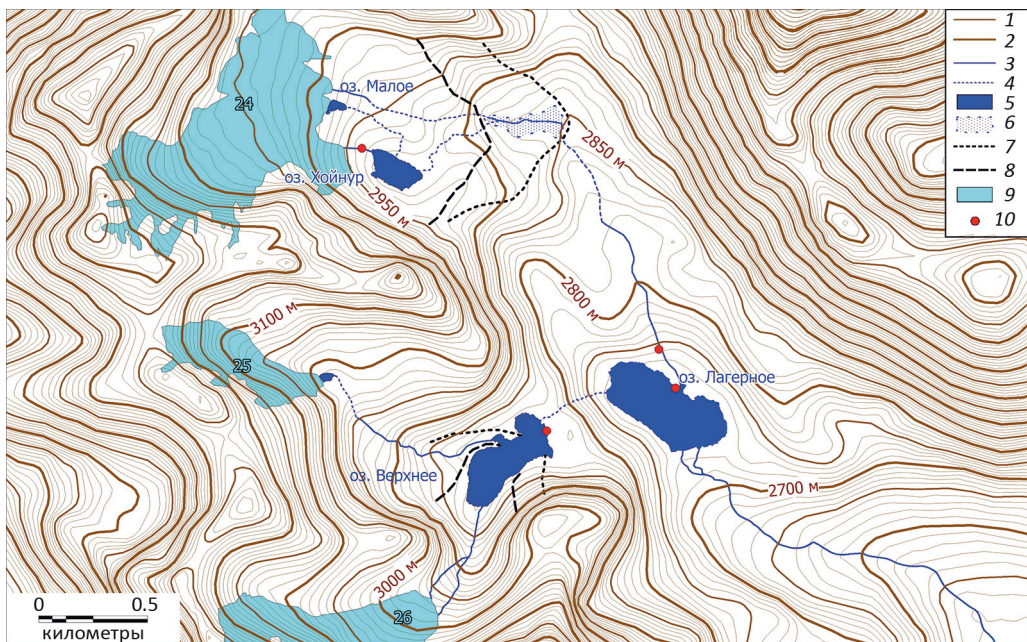 24
оз. Малое
оз. Хойнур
2950 м
2850 м
2800 м
3100 м
25
оз. Лагерное
оз. Верхнее
2700 м
3000 м
26
0 0.5
километры
1
2
3
4
5
6
7
8
9
10